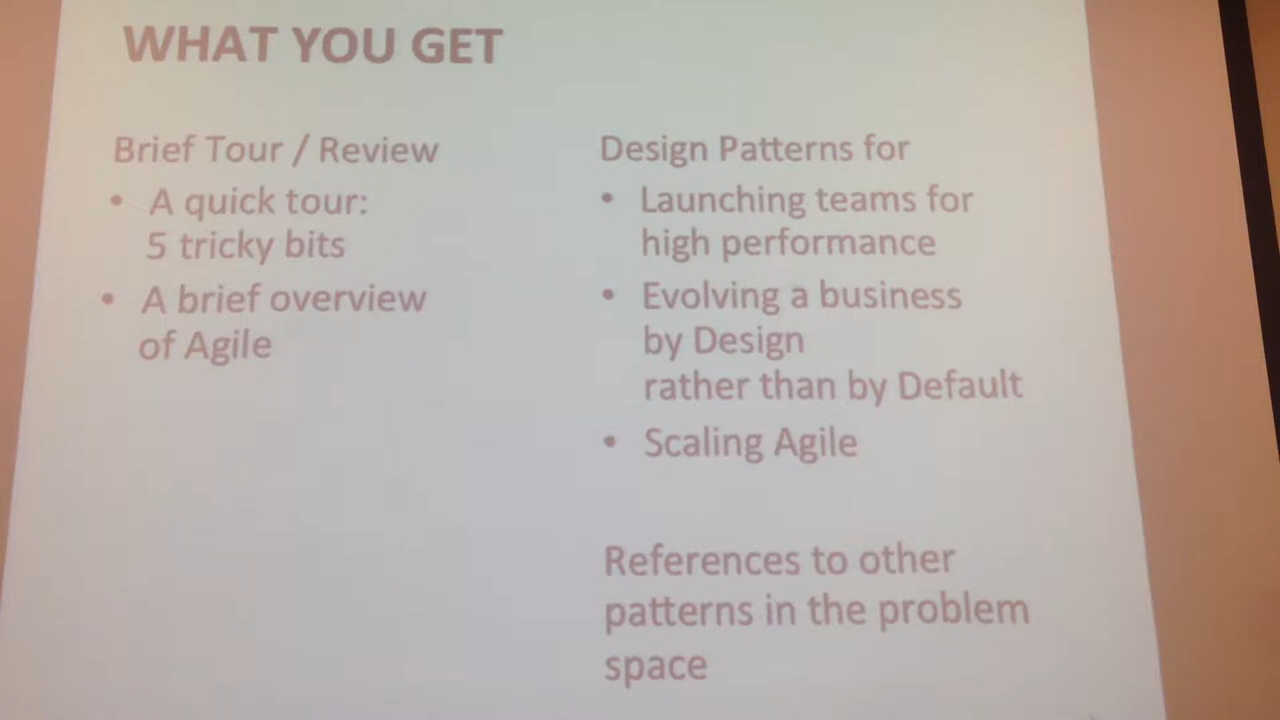 WHAT YOU GET
Brief Tour / Review
• A quick tour:
5 tricky bits
• A brief overview
of Agile
Design Patterns for
• Launching teams for
high performance
• Evolving a business
by Design
rather than by Default
• Scaling Agile
References to other
patterns in the problem
space